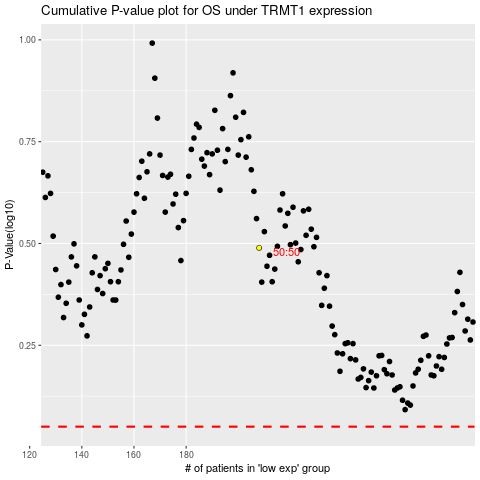 Cumulative P-value plot for OS under TRMT1 expression
P-Value(log10)
1.00
0.75
0.50
0.25
50:50
120 140 160 180
# of patients in 'low exp' group